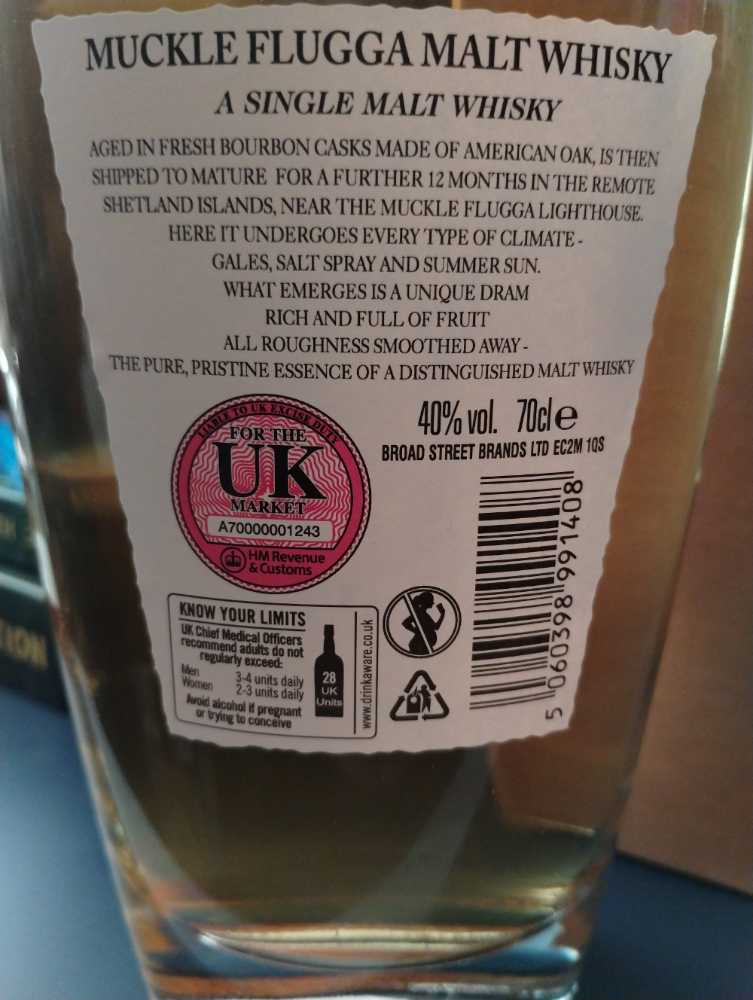 MUCKLE FLUGGA MALT WHISKY
A SINGLE MALT WHISKY
AGED IN FRESH BOURBON CASKS MADE OF AMERICAN OAK, IS THEN
SHIPPED TO MATURE FOR A FURTHER 12 MONTHS IN THE REMOTE
SHETLAND ISLANDS, NEAR THE MUCKLE FLUGGA LIGHTHOUSE.
HERE IT UNDERGOES EVERY TYPE OF CLIMATE -
GALES, SALT SPRAY AND SUMMER SUN.
WHAT EMERGES IS A UNIQUE DRAM
RICH AND FULL OF FRUIT
ALL ROUGHNESS SMOOTHED AWAY -
THE PURE, PRISTINE ESSENCE OF A DISTINGUISHED MALT WHISKY
LIABLE TO UK EXCISE DUTY
FOR THE
UK
MARKET
A70000001243
HM Revenue
& Customs
40% vol. 70cl e
BROAD STREET BRANDS LTD EC2M 1QS
5 060398 991408
KNOW YOUR LIMITS
UK Chief Medical Officers
recommend adults do not
regularly exceed:
Men 3-4 units daily
Women 2-3 units daily
Avoid alcohol if pregnant
or trying to conceive
28
UK
Units
www.drinkaware.co.uk